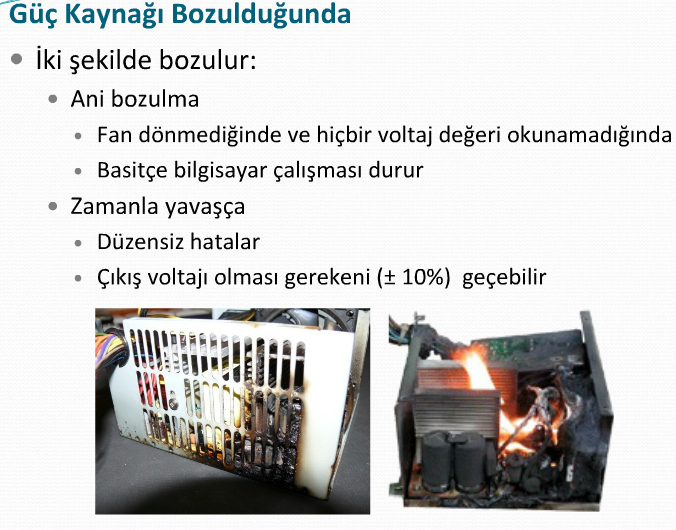 Güç Kaynağı Bozulduğunda
• İki şekilde bozulur:
• Ani bozulma
• Fan dönmediğinde ve hiçbir voltaj değeri okunamadığında
• Basitçe bilgisayar çalışması durur
• Zamanla yavaşça
• Düzensiz hatalar
• Çıkış voltajı olması gerekeni (± 10%) geçebilir